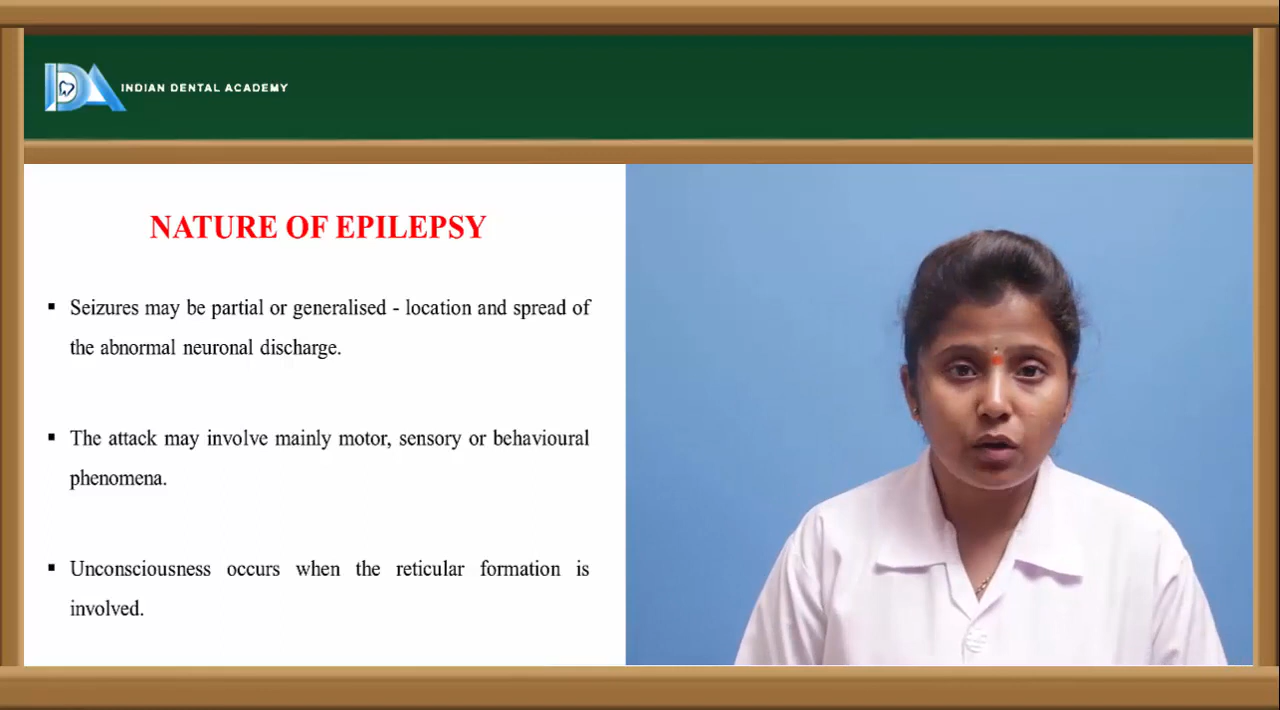 IDA INDIAN DENTAL ACADEMY
NATURE OF EPILEPSY
▪ Seizures may be partial or generalised - location and spread of
the abnormal neuronal discharge.
▪ The attack may involve mainly motor, sensory or behavioural
phenomena.
▪ Unconsciousness occurs when the reticular formation is
involved.